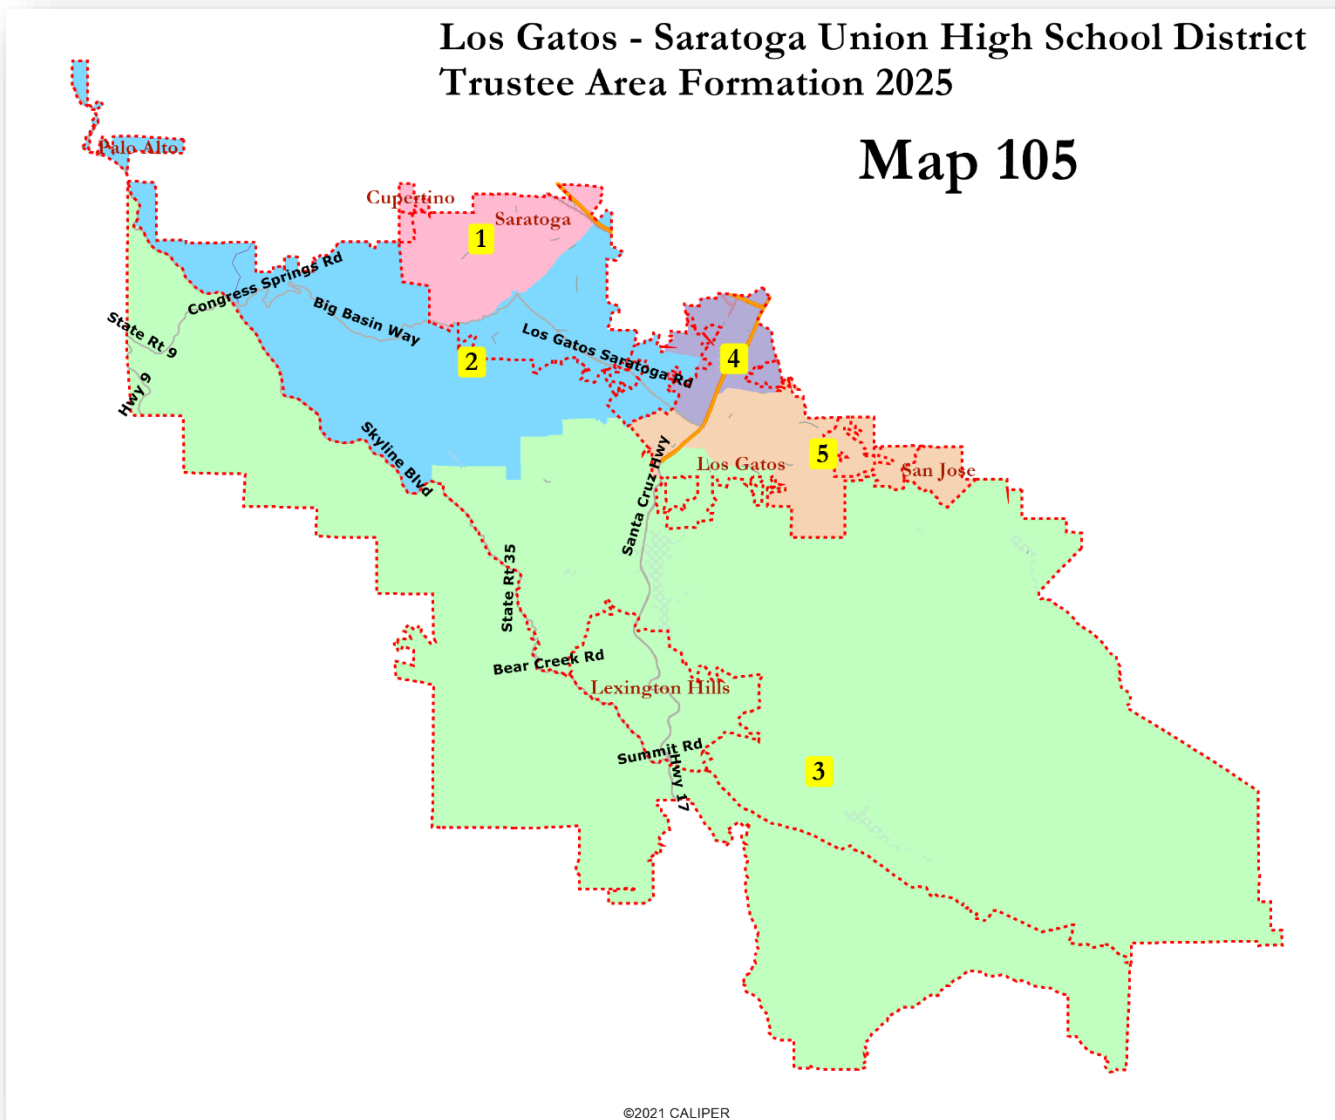 Los Gatos - Saratoga Union High School District
Trustee Area Formation 2025
Map 105
Palo Alto
Cupertino
Saratoga
1
Congress Springs Rd
Big Basin Way
State Rt 9
Los Gatos Saratoga Rd
2
4
Hwy 9
Skyline Blvd
Santa Cruz Hwy
Los Gatos
5
San Jose
State Rt 35
Bear Creek Rd
Lexington Hills
Summit Rd
Hwy 17
3
©2021 CALIPER